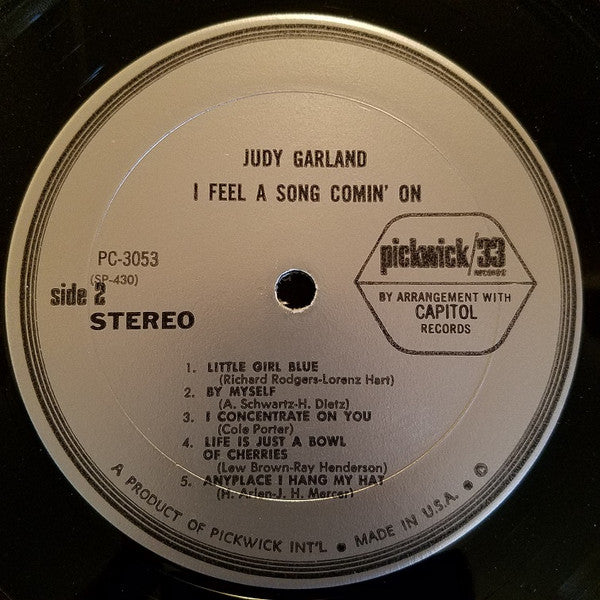 JUDY GARLAND
I FEEL A SONG COMIN' ON
PC-3053
(SP-430)
side 2
STEREO
pickwick/33
RECORDS
BY ARRANGEMENT WITH
CAPITOL
RECORDS
1. LITTLE GIRL BLUE
(Richard Rodgers-Lorenz Hart)
2. BY MYSELF
(A. Schwartz-H. Dietz)
3. I CONCENTRATE ON YOU
(Cole Porter)
4. LIFE IS JUST A BOWL
OF CHERRIES
(Lew Brown-Ray Henderson)
5. ANYPLACE I HANG MY HAT
(H. Arlen-J. H. Mercer)
A PRODUCT OF PICKWICK INT'L • MADE IN U.S.A. • ©